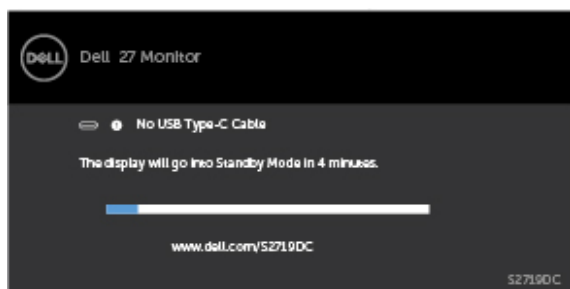 DELL
Dell 27 Monitor
No USB Type-C Cable
The display will go into Standby Mode in 4 minutes.
www.dell.com/S2719DC
S2719DC